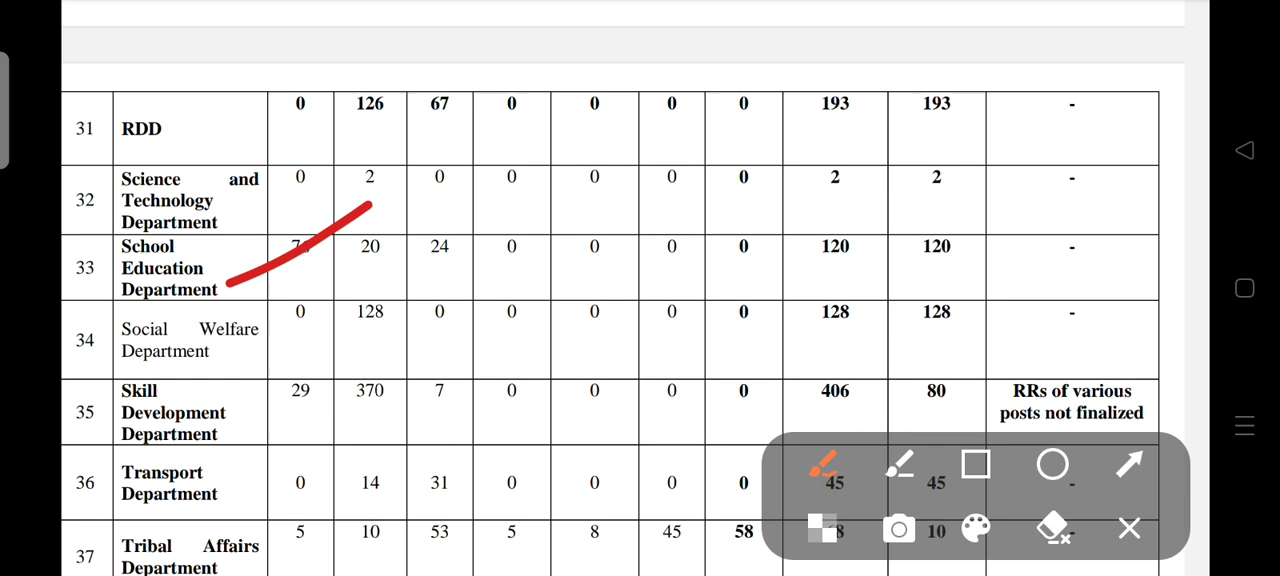 0 126 67 0 0 0 0 193 193 -
31 RDD
Science and 0 2 0 0 0 0 0 2 2 -
32 Technology
Department
School 20 24 0 0 0 0 120 120 -
33 Education
Department
0 128 0 0 0 0 0 128 128 -
34 Social Welfare
Department
Skill 29 370 7 0 0 0 0 406 80 RRs of various
35 Development posts not finalized
Department
36 Transport 0 14 31 0 0 0 0 45 45 -
Department
5 10 53 5 8 45 58 10
37 Tribal Affairs
Department